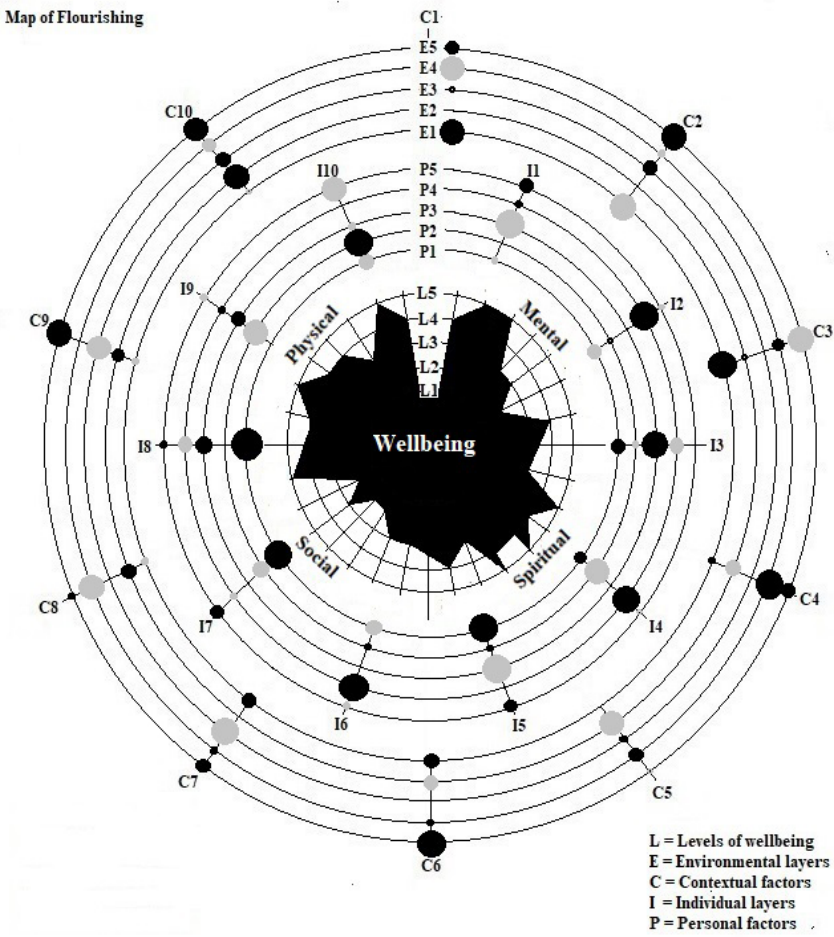 Map of Flourishing
C1
E5
E4
E3
E2
E1
C10
C2
P5
P4
P3
P2
P1
I10
I1
I9
I2
C9
C3
L5
L4
L3
L2
L1
Physical
Mental
Wellbeing
I8
I3
Social
Spiritual
C8
C4
I7
I4
I6
I5
C7
C5
C6
L = Levels of wellbeing
E = Environmental layers
C = Contextual factors
I = Individual layers
P = Personal factors